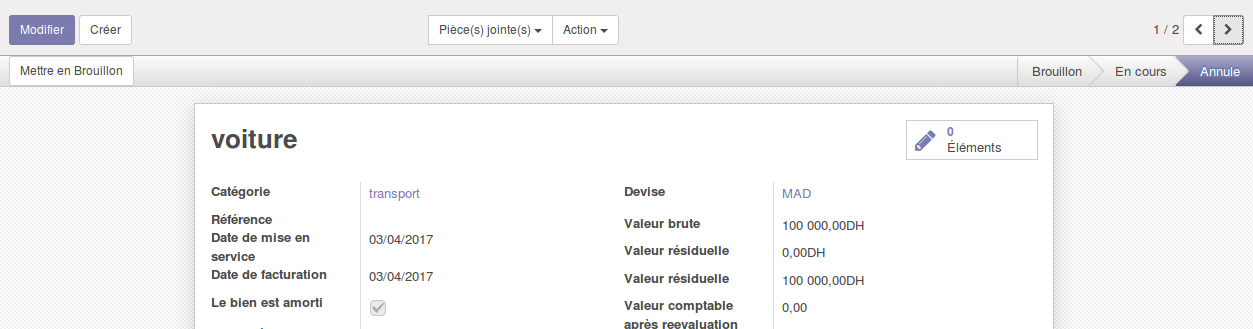 Modifier Créer Pièce(s) jointe(s) Action 1 / 2
Mettre en Brouillon Brouillon En cours Annule
voiture
0
Éléments
Catégorie transport
Référence
Date de mise en
service 03/04/2017
Date de facturation 03/04/2017
Le bien est amorti
Devise MAD
Valeur brute 100 000,00DH
Valeur résiduelle 0,00DH
Valeur résiduelle 100 000,00DH
Valeur comptable 0,00
après reevaluation